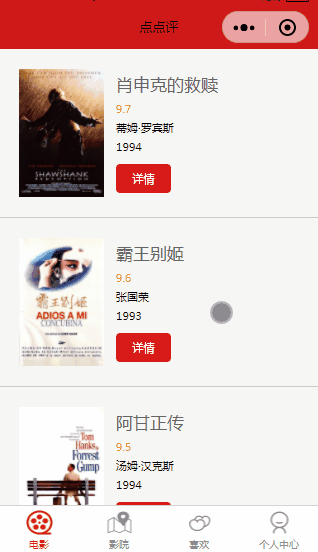 点点评
THE
SHAWSHANK
REDEMPTION
肖申克的救赎
9.7
蒂姆·罗宾斯
1994
详情
霸王别姬
ADIOS A MI
CONCUBINA
霸王别姬
9.6
张国荣
1993
详情
Tom
Hanks
Forrest
Gump
阿甘正传
9.5
汤姆·汉克斯
1994
电影
影院
喜欢
个人中心